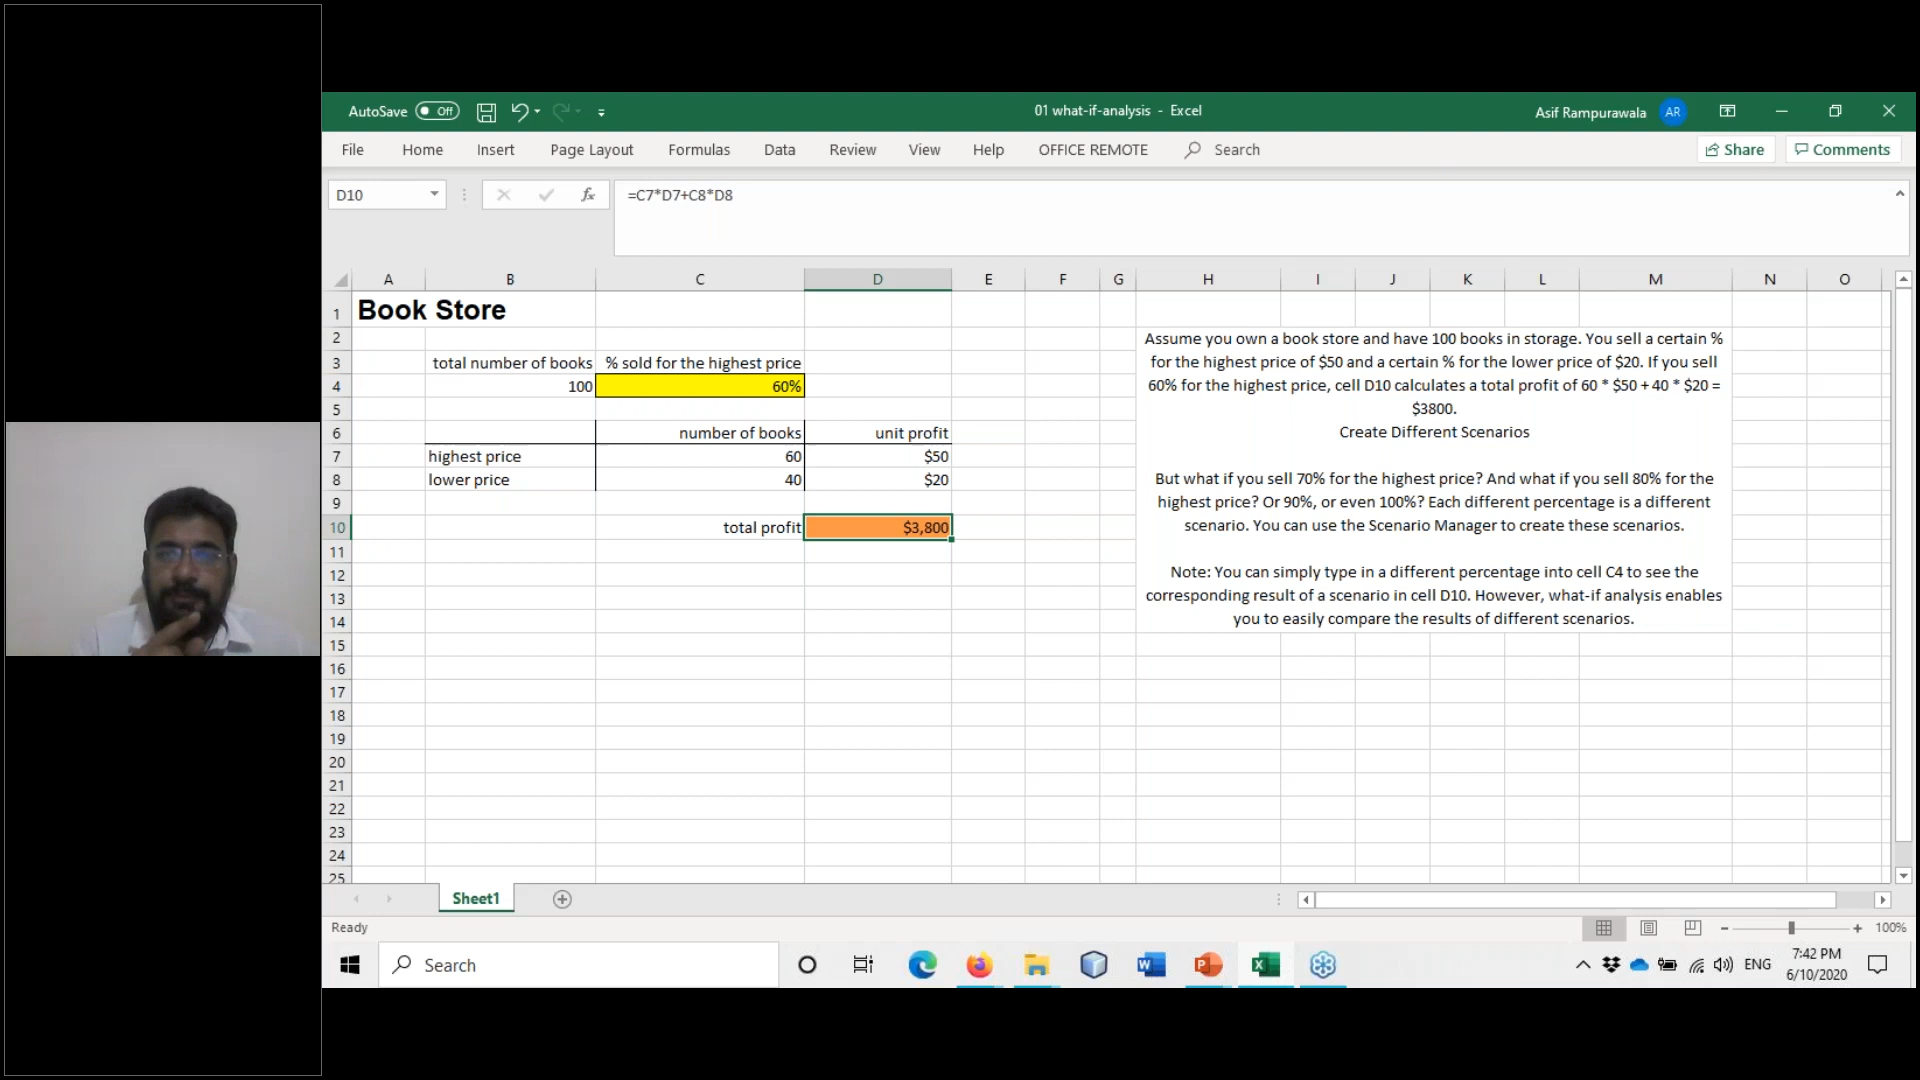 AutoSave Off
01 what-if-analysis - Excel
Asif Rampurawala AR
File Home Insert Page Layout Formulas Data Review View Help OFFICE REMOTE Search
Share Comments
D10 fx =C7*D7+C8*D8
A B C D E F G H I J K L M N O
1 Book Store
2
3 total number of books % sold for the highest price
4 100 60%
5
6 number of books unit profit
7 highest price 60 $50
8 lower price 40 $20
9
10 total profit $3,800
11
12
13
14
15
16
17
18
19
20
21
22
23
24
25
Assume you own a book store and have 100 books in storage. You sell a certain %
for the highest price of $50 and a certain % for the lower price of $20. If you sell
60% for the highest price, cell D10 calculates a total profit of 60 * $50 + 40 * $20 =
$3800.
Create Different Scenarios
But what if you sell 70% for the highest price? And what if you sell 80% for the
highest price? Or 90%, or even 100%? Each different percentage is a different
scenario. You can use the Scenario Manager to create these scenarios.
Note: You can simply type in a different percentage into cell C4 to see the
corresponding result of a scenario in cell D10. However, what-if analysis enables
you to easily compare the results of different scenarios.
Sheet1
Ready
100%
Search
ENG
7:42 PM
6/10/2020